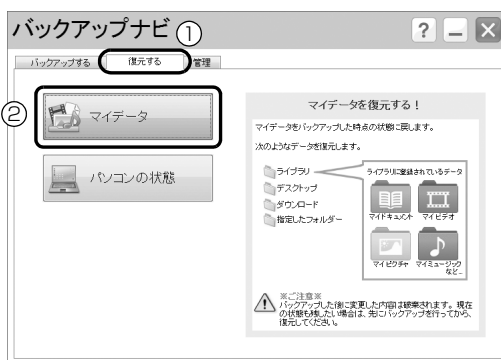 バックアップナビ
①
バックアップする 復元する 管理
②
マイデータ
パソコンの状態
マイデータを復元する！
マイデータをバックアップした時点の状態に戻します。
次のようなデータを復元します。
ライブラリ
デスクトップ
ダウンロード
指定したフォルダー
ライブラリに登録されているデータ
マイドキュメント マイビデオ
マイピクチャ マイミュージック
など…
※ご注意※
バックアップした後に変更した内容は破棄されます。現在
の状態も残したい場合は、先にバックアップを行ってから、
復元してください。